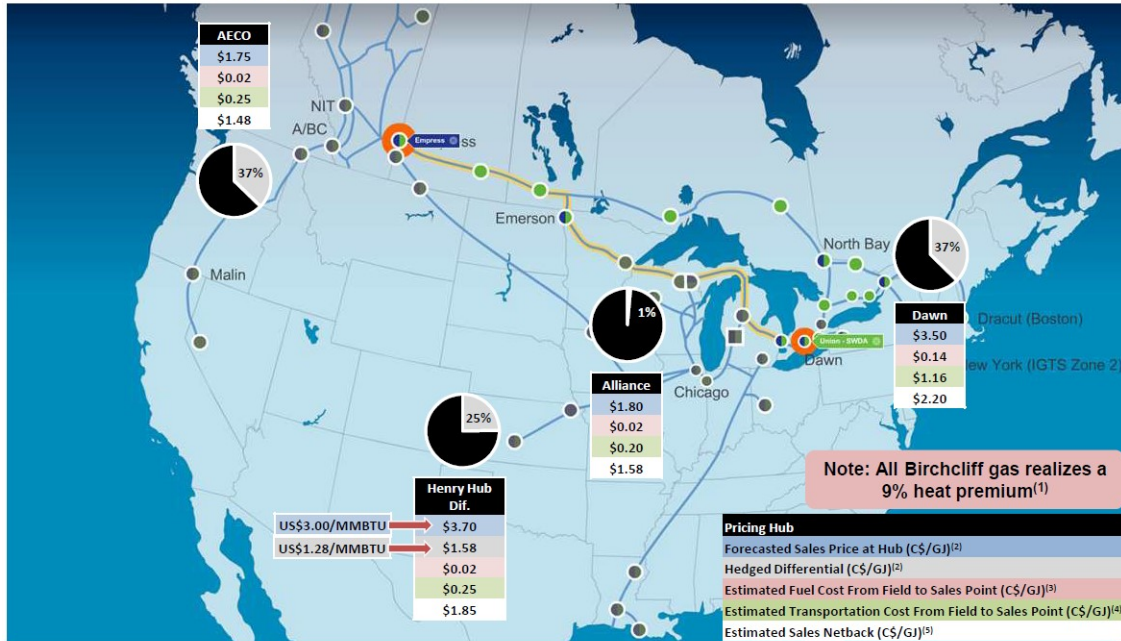 AECO
$1.75
$0.02
$0.25
$1.48
NIT
A/BC
37%
Empress
ss
Emerson
Malin
North Bay
37%
Dawn
$3.50
$0.14
$1.16
$2.20
Dracut (Boston)
ew York (IGTS Zone 2)
Union - SWDA
Dawn
1%
Alliance
$1.80
$0.02
$0.20
$1.58
Chicago
25%
Henry Hub
Dif.
US$3.00/MMBTU
$3.70
US$1.28/MMBTU
$1.58
$0.02
$0.25
$1.85
Note: All Birchcliff gas realizes a
9% heat premium(1)
Pricing Hub
Forecasted Sales Price at Hub (C$/GJ)(2)
Hedged Differential (C$/GJ)(2)
Estimated Fuel Cost From Field to Sales Point (C$/GJ)(3)
Estimated Transportation Cost From Field to Sales Point (C$/GJ)(4)
Estimated Sales Netback (C$/GJ)(5)